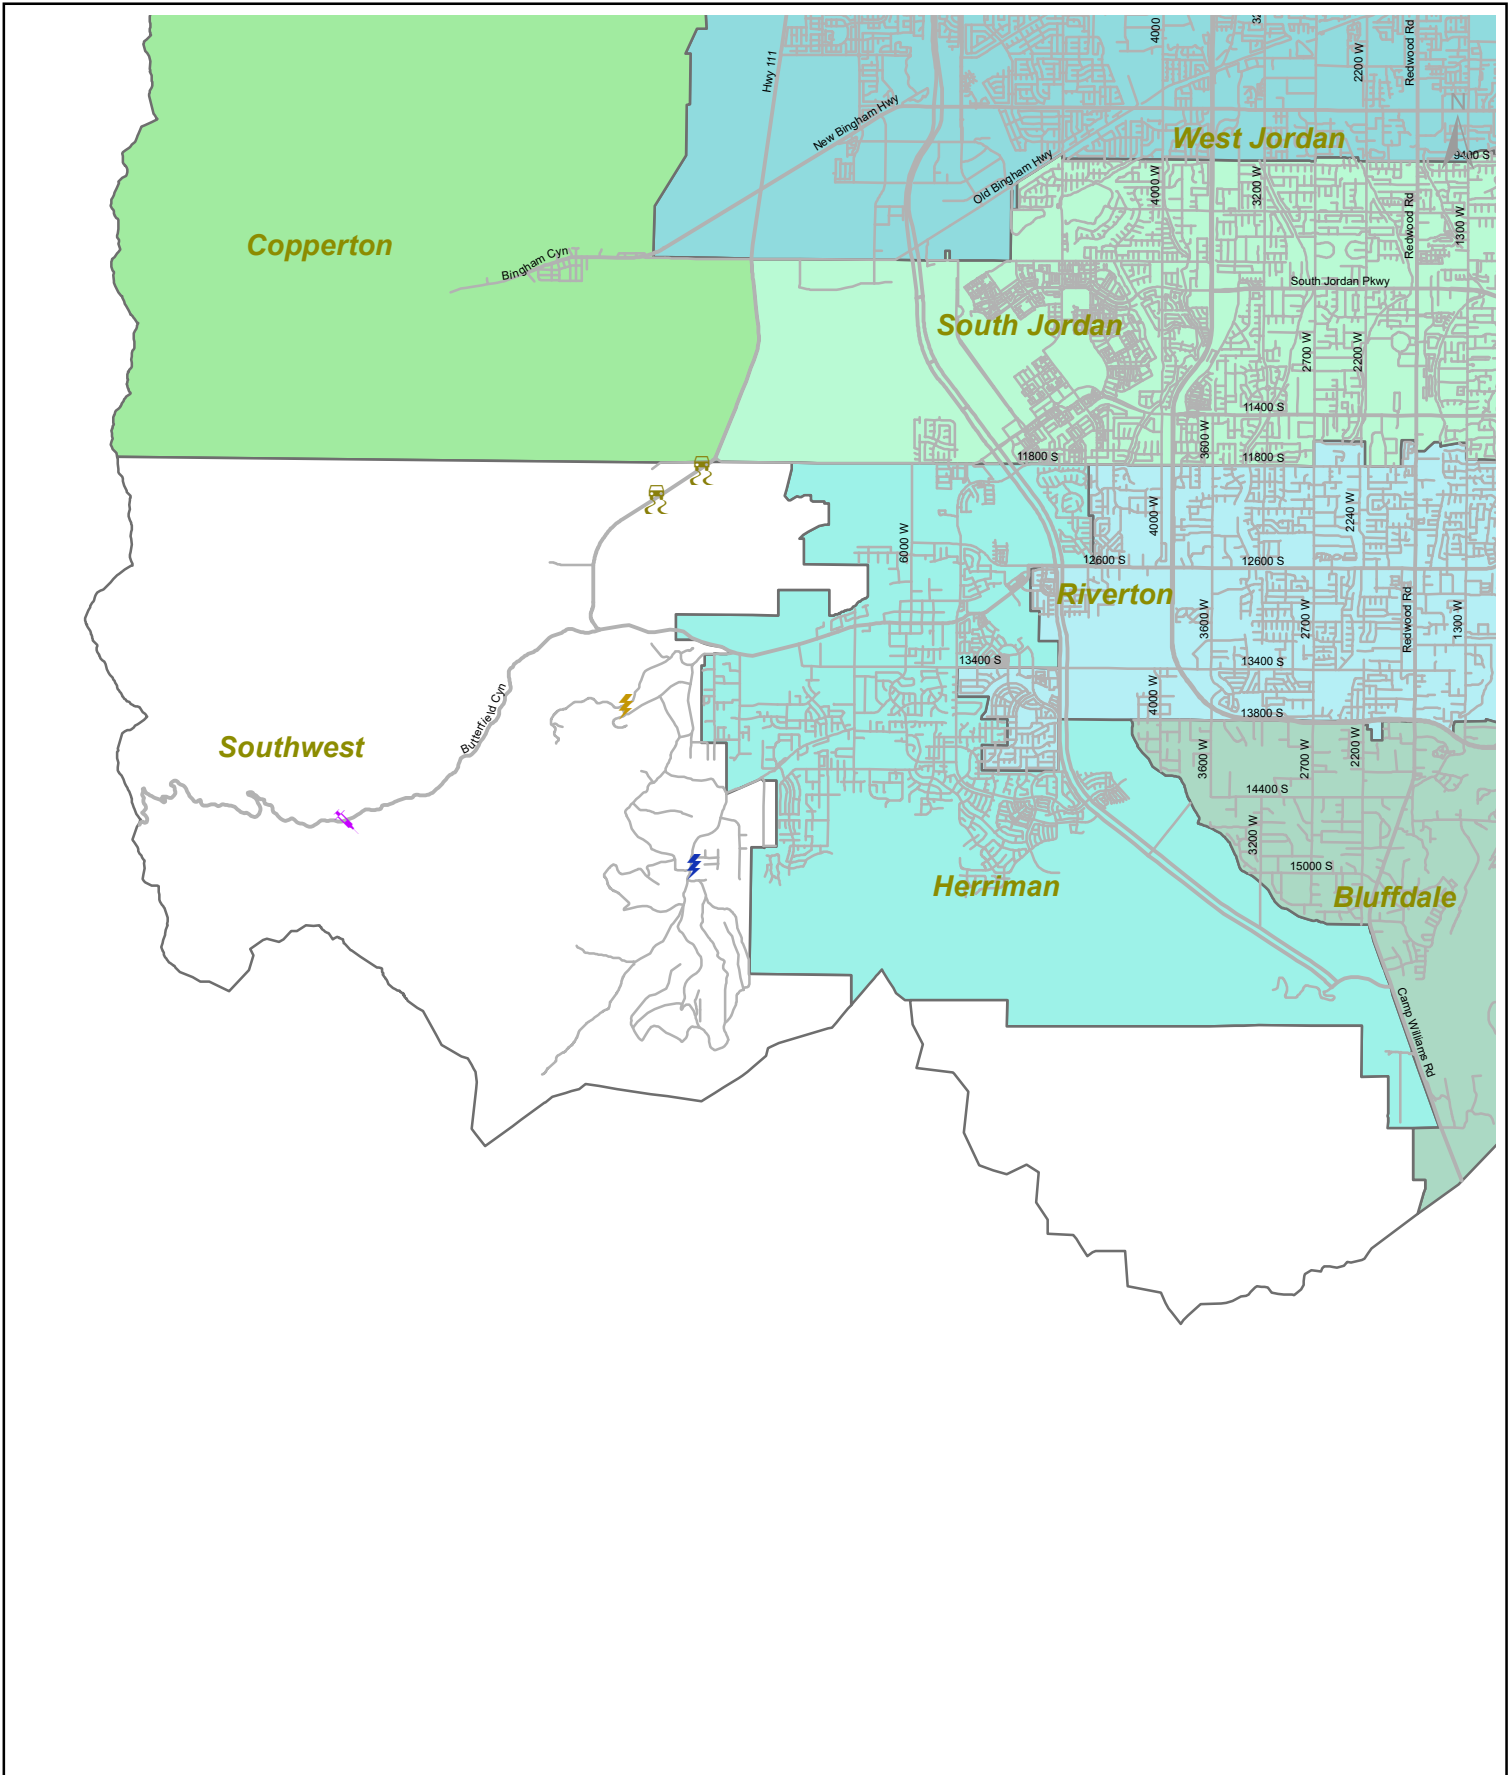 4000
32
2200 W
Redwood Rd
Hwy 111
N
New Bingham Hwy
West Jordan
9400 S
Old Bingham Hwy
4000 W
3200 W
Redwood Rd
1300 W
Copperton
Bingham Cyn
South Jordan Pkwy
South Jordan
2700 W
2200 W
11400 S
3600 W
11800 S
11800 S
4000 W
2240 W
6000 W
12600 S
12600 S
Riverton
3600 W
2700 W
Redwood Rd
1300 W
13400 S
13400 S
4000 W
Butterfield Cyn
13800 S
Southwest
3600 W
2700 W
2200 W
14400 S
3200 W
15000 S
Herriman
Bluffdale
Camp Williams Rd